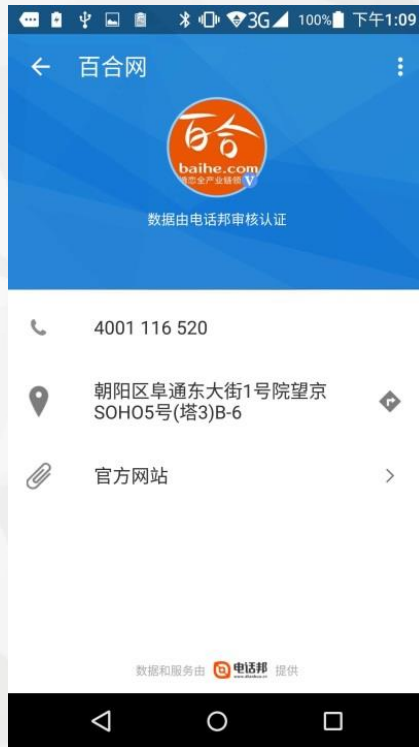 3G 100% 下午1:09
百合网
百合
baihe.com
V
数据由电话邦审核认证
4001 116 520
朝阳区阜通东大街1号院望京
SOHO5号(塔3)B-6
官方网站
数据和服务由 电话邦 提供